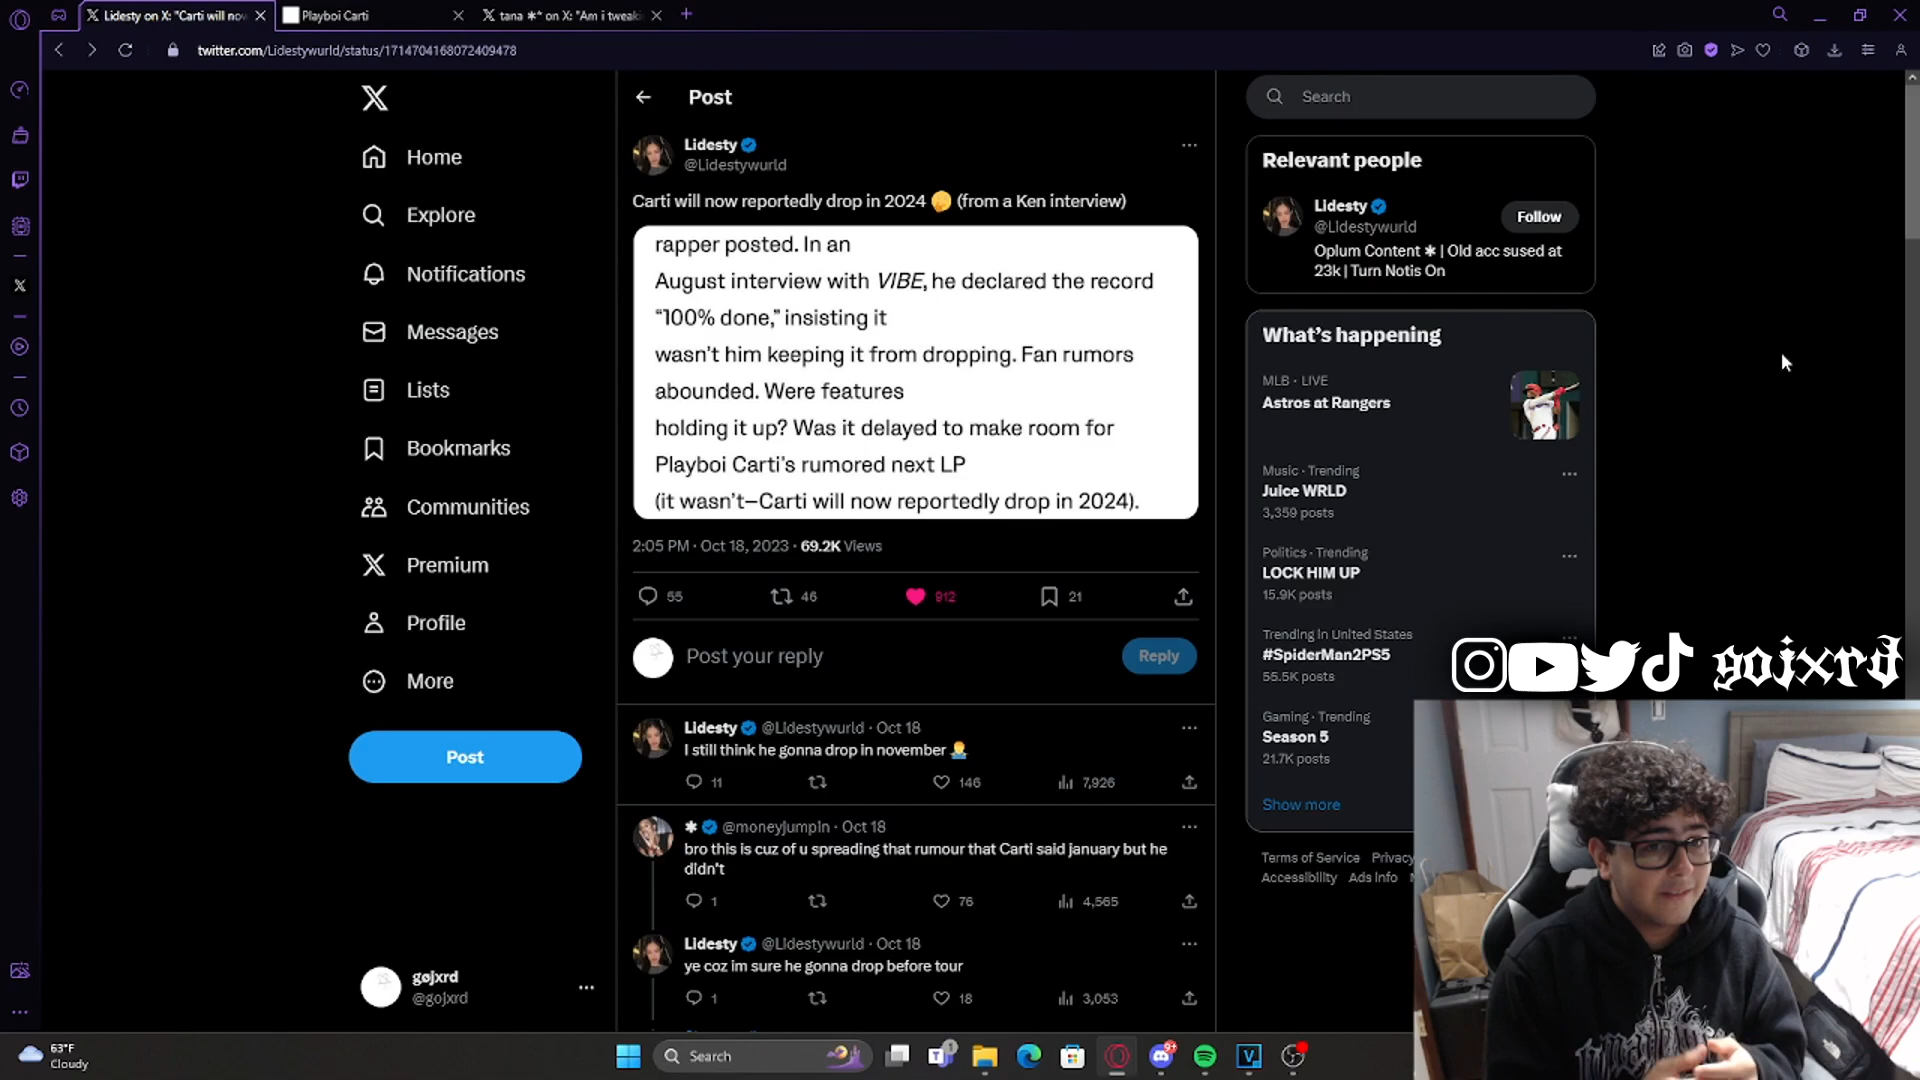 Lidesty on X: "Carti will now
Playboi Carti
tana ** on X: "Am i tweaki
twitter.com/Lidestywurld/status/1714704168072409478
Home
Explore
Notifications
Messages
Lists
Bookmarks
Communities
Premium
Profile
More
Post
gøjxrd
@gojxrd
Post
Lidesty
@Lidestywurld
Carti will now reportedly drop in 2024 🤔 (from a Ken interview)
rapper posted. In an
August interview with VIBE, he declared the record
“100% done,” insisting it
wasn’t him keeping it from dropping. Fan rumors
abounded. Were features
holding it up? Was it delayed to make room for
Playboi Carti’s rumored next LP
(it wasn’t—Carti will now reportedly drop in 2024).
2:05 PM · Oct 18, 2023 · 69.2K Views
55 46 912 21
Post your reply
Reply
Lidesty @Lidestywurld · Oct 18
I still think he gonna drop in november
11 146 7,926
* @moneyjumpin · Oct 18
bro this is cuz of u spreading that rumour that Carti said january but he
didn’t
1 76 4,565
Lidesty @Lidestywurld · Oct 18
ye coz im sure he gonna drop before tour
1 18 3,053
Search
Relevant people
Lidesty
@Lidestywurld
Follow
Opium Content * | Old acc sused at
23k | Turn Notis On
What’s happening
MLB · LIVE
Astros at Rangers
Music · Trending
Juice WRLD
3,359 posts
Politics · Trending
LOCK HIM UP
15.9K posts
Trending in United States
#SpiderMan2PS5
55.5K posts
Gaming · Trending
Season 5
21.7K posts
Show more
Terms of Service Privacy
Accessibility Ads info
gojxrd
63°F
Cloudy
Search
1
9+